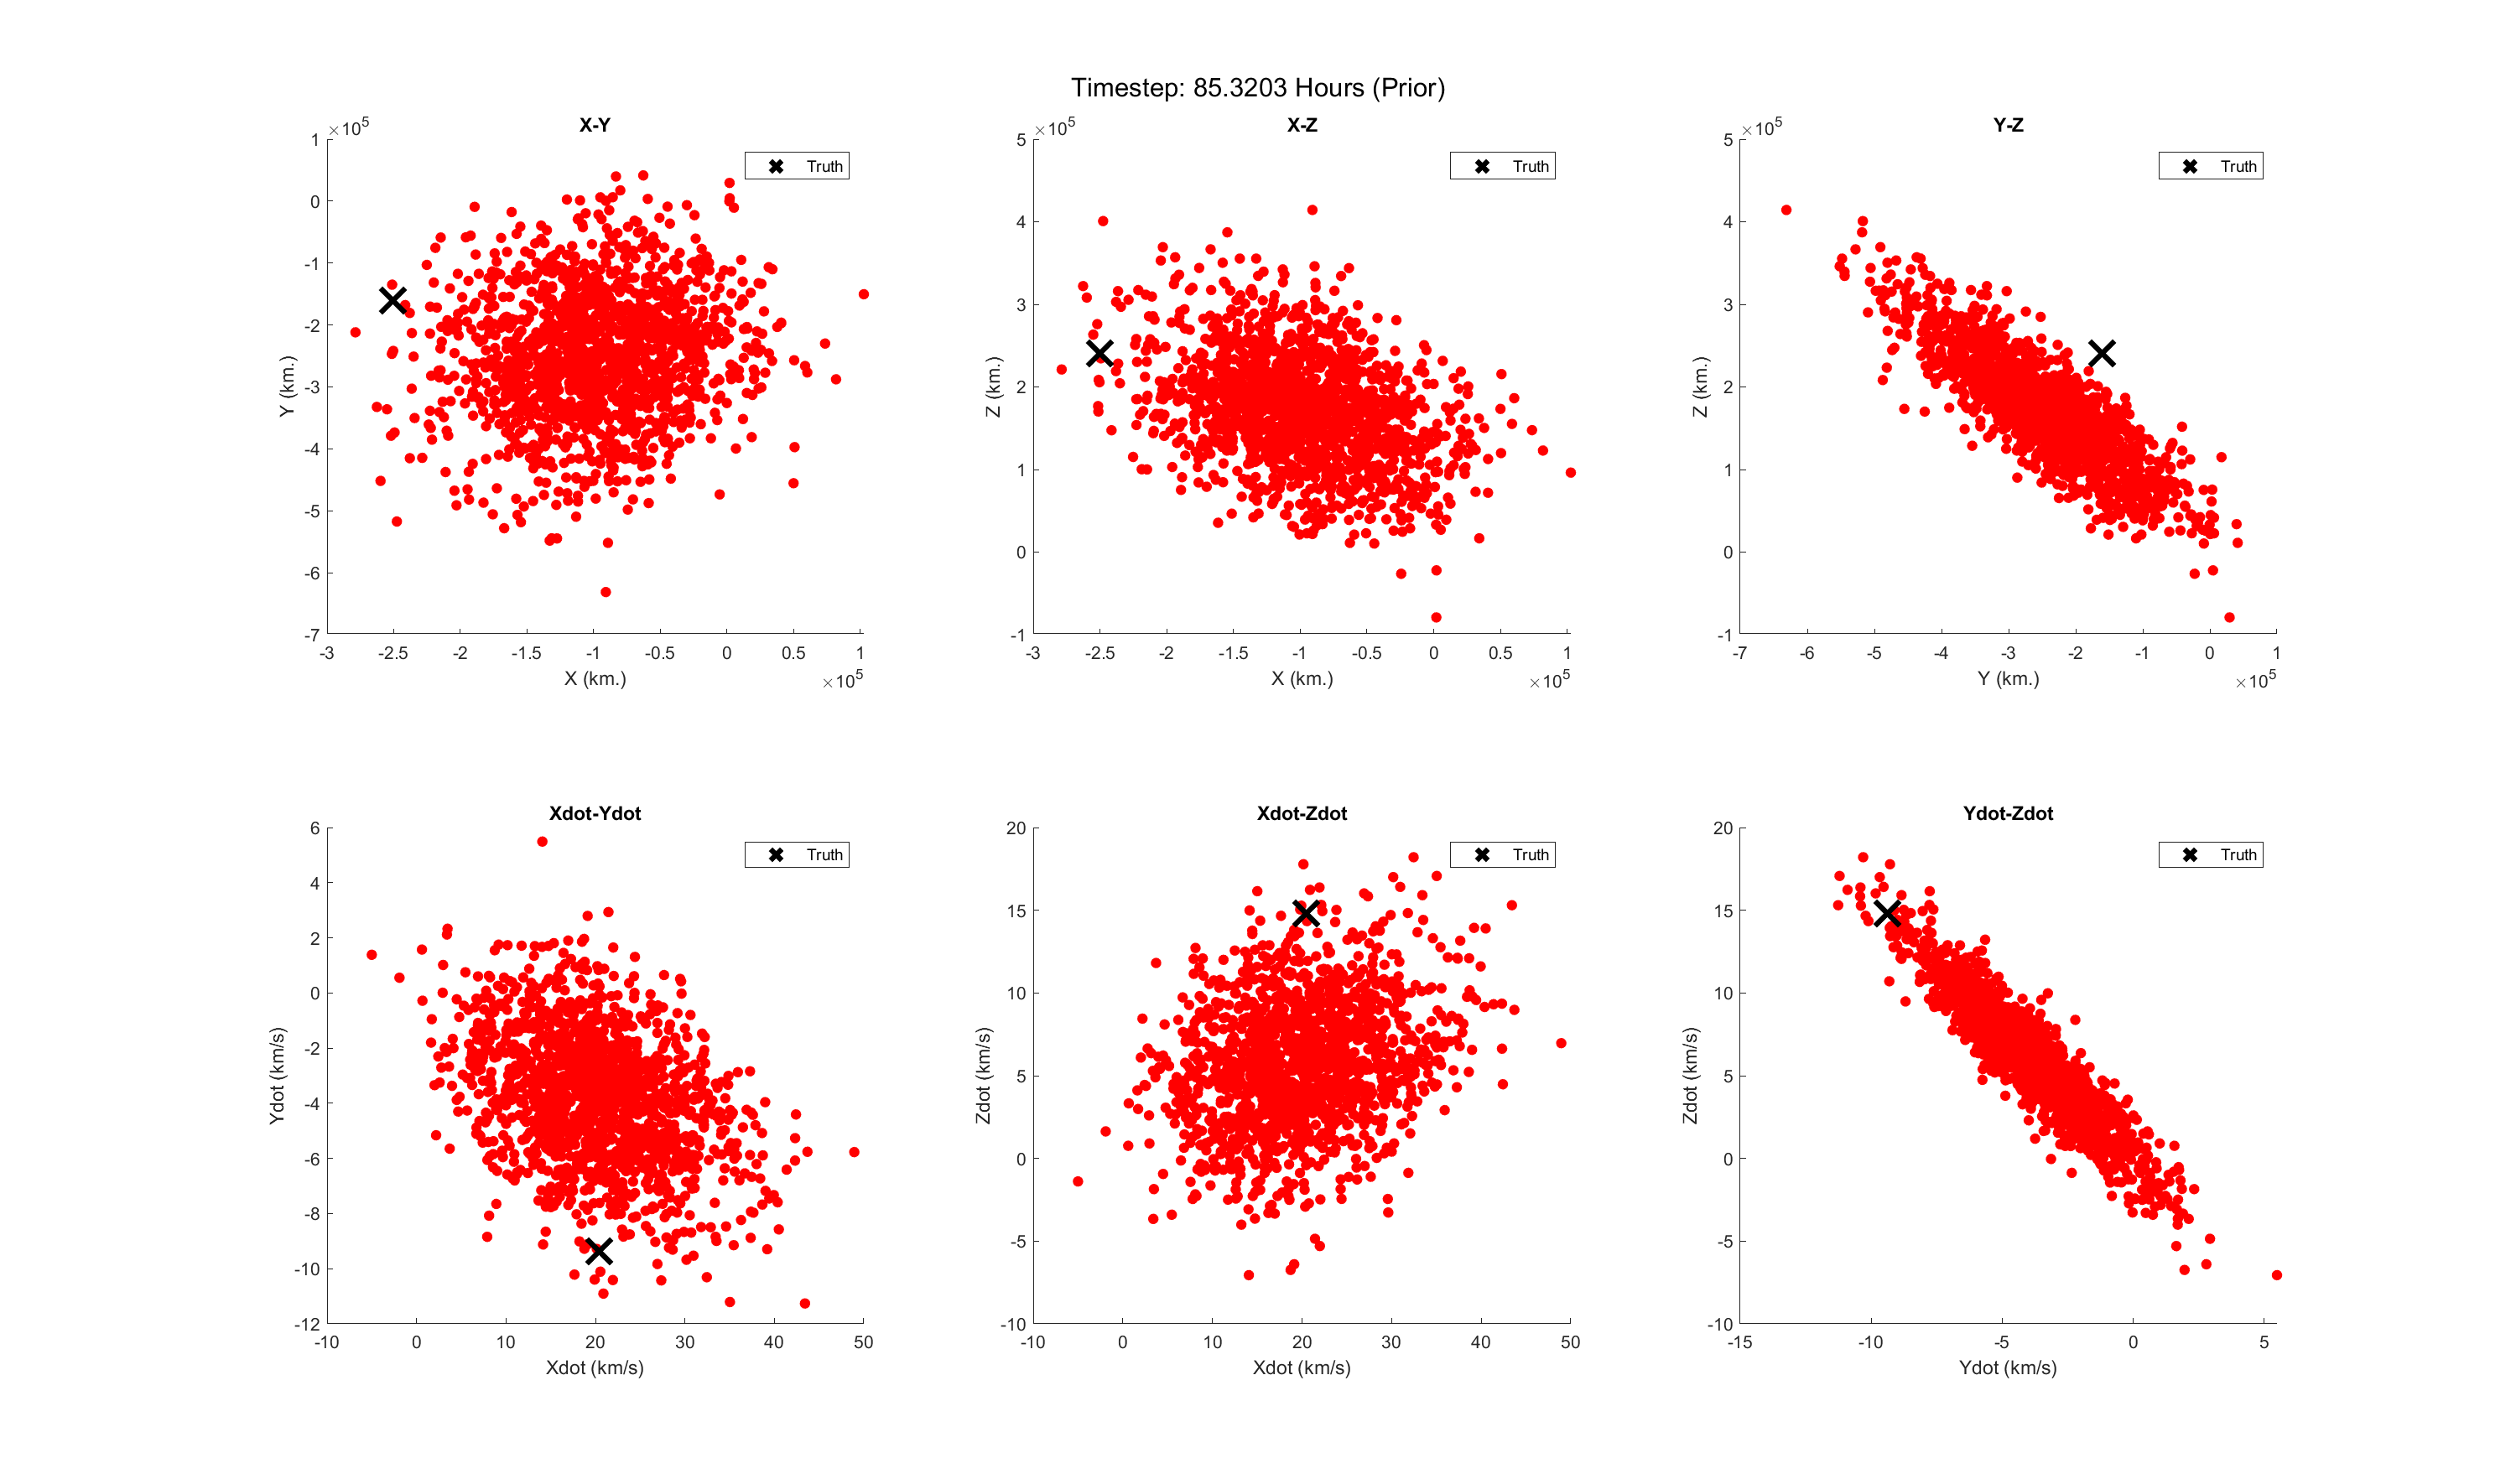 Timestep: 85.3203 Hours (Prior)
X-Y
×10^5
Truth
1
0
-1
-2
-3
-4
-5
-6
-7
Y (km.)
-3 -2.5 -2 -1.5 -1 -0.5 0 0.5 1
X (km.)
×10^5
X-Z
×10^5
Truth
5
4
3
2
1
0
-1
Z (km.)
-3 -2.5 -2 -1.5 -1 -0.5 0 0.5 1
X (km.)
×10^5
Y-Z
×10^5
Truth
5
4
3
2
1
0
-1
Z (km.)
-7 -6 -5 -4 -3 -2 -1 0 1
Y (km.)
×10^5
Xdot-Ydot
Truth
6
4
2
0
-2
-4
-6
-8
-10
-12
Ydot (km/s)
-10 0 10 20 30 40 50
Xdot (km/s)
Xdot-Zdot
Truth
20
15
10
5
0
-5
-10
Zdot (km/s)
-10 0 10 20 30 40 50
Xdot (km/s)
Ydot-Zdot
Truth
20
15
10
5
0
-5
-10
Zdot (km/s)
-15 -10 -5 0 5
Ydot (km/s)